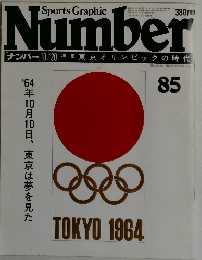 Sports Graphic
380円
Number
ナンバー 10/20
東京オリンピックの時代
85
'64年10月10日、東京は夢を見た
TOKYO 1964